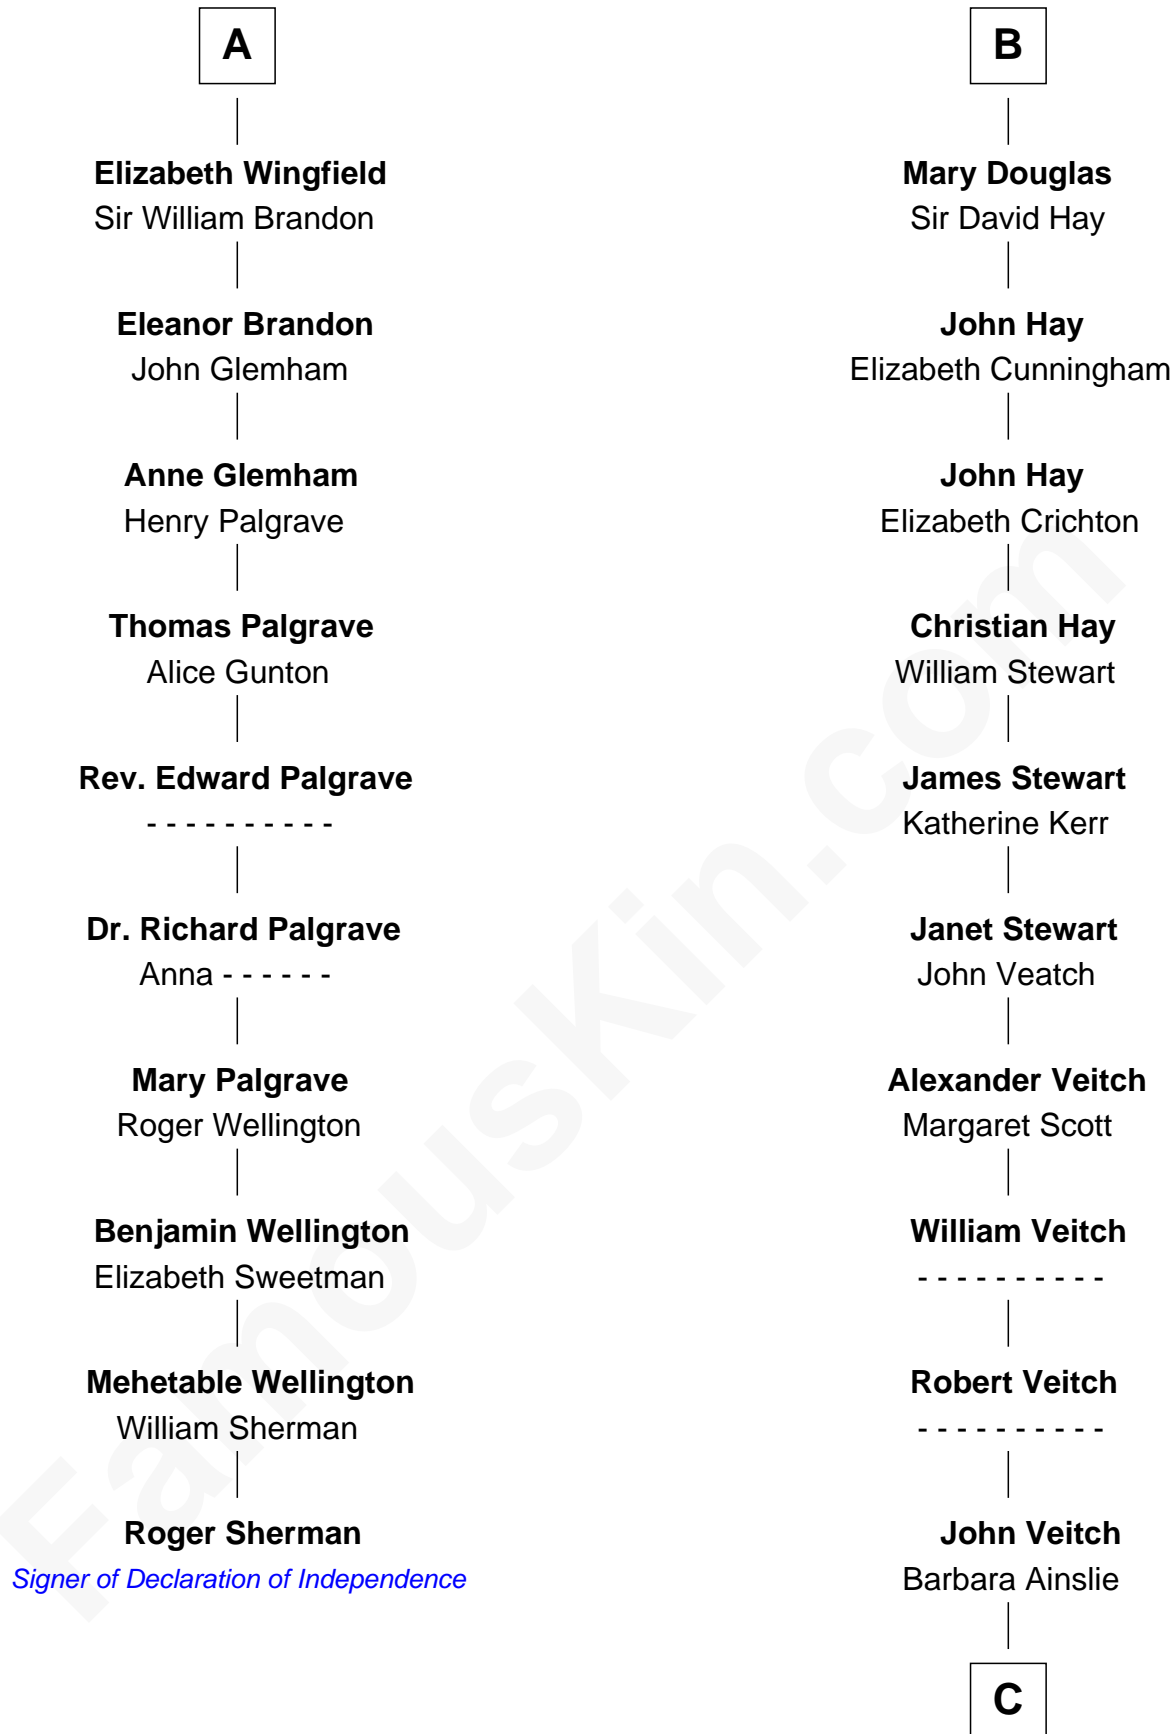 A
Elizabeth Wingfield
Sir William Brandon
Eleanor Brandon
John Glemham
Anne Glemham
Henry Palgrave
Thomas Palgrave
Alice Gunton
Rev. Edward Palgrave
- - - - - - - - - -
Dr. Richard Palgrave
Anna - - - - - -
Mary Palgrave
Roger Wellington
Benjamin Wellington
Elizabeth Sweetman
Mehetable Wellington
William Sherman
Roger Sherman
Signer of Declaration of Independence
B
Mary Douglas
Sir David Hay
John Hay
Elizabeth Cunningham
John Hay
Elizabeth Crichton
Christian Hay
William Stewart
James Stewart
Katherine Kerr
Janet Stewart
John Veatch
Alexander Veitch
Margaret Scott
William Veitch
- - - - - - - - - -
Robert Veitch
- - - - - - - - - -
John Veitch
Barbara Ainslie
C
FamousKin.com